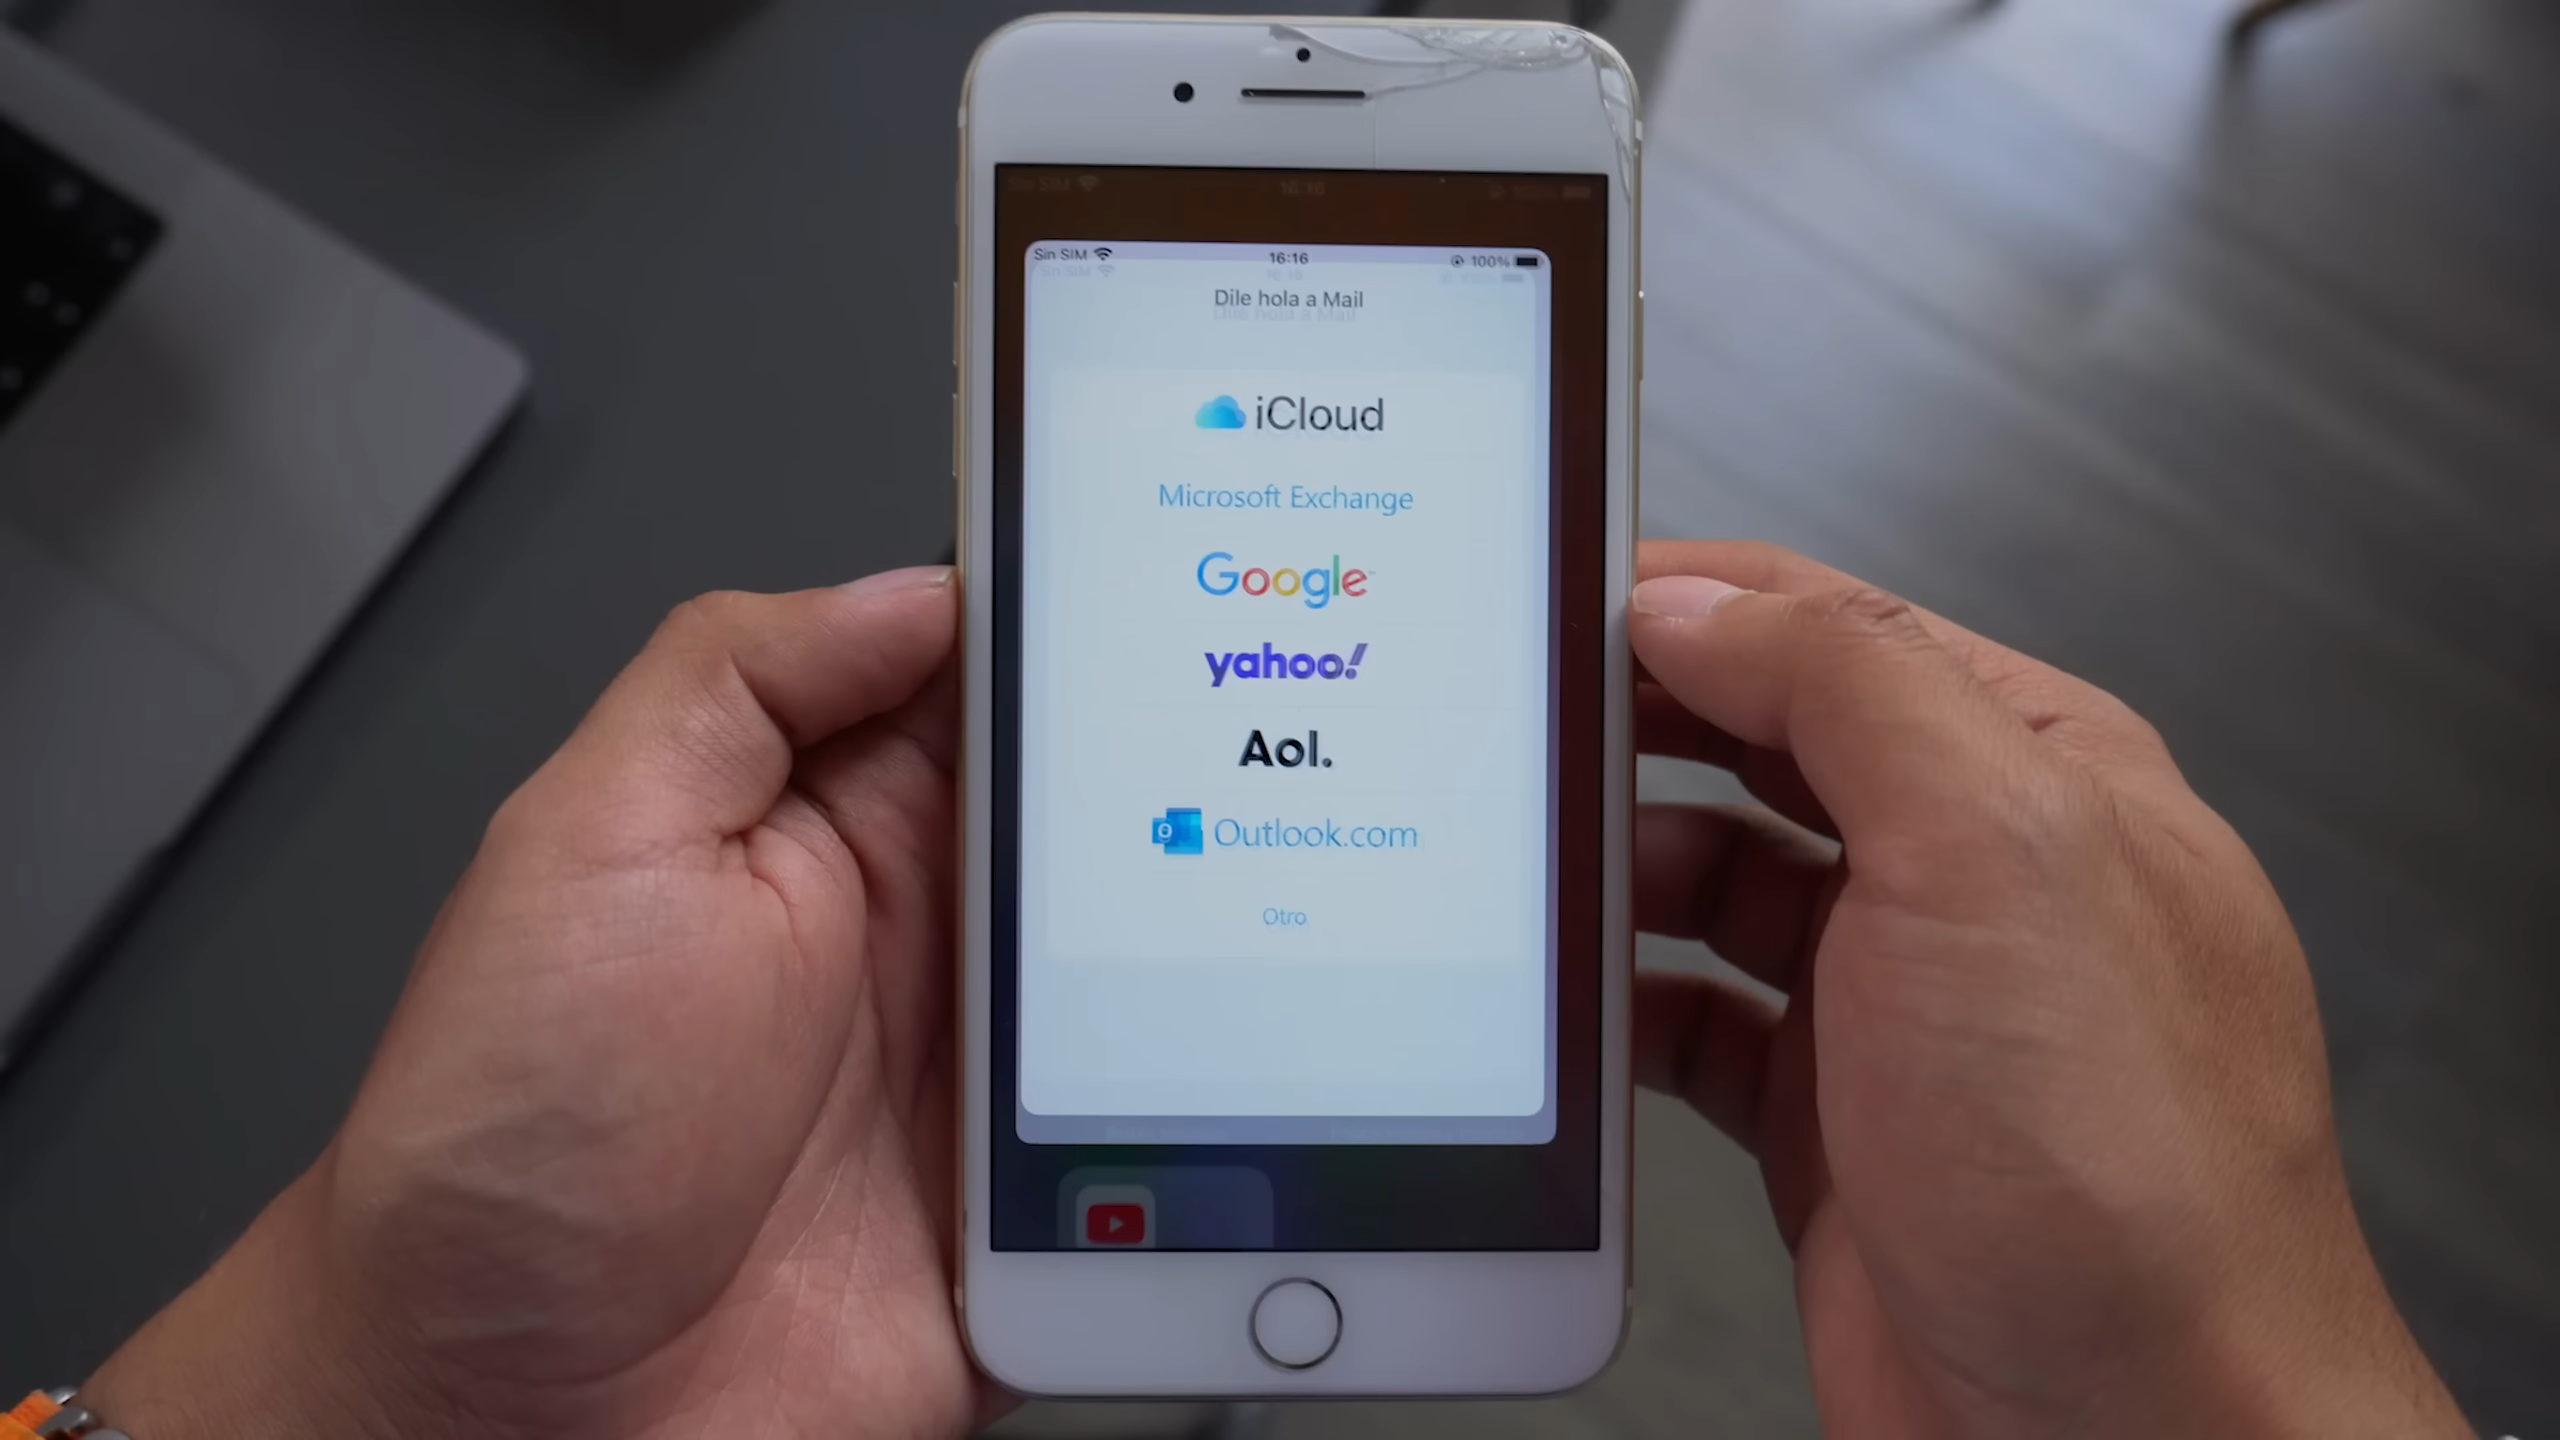 Sin SIM 16:16 100%
Dile hola a Mail
iCloud
Microsoft Exchange
Google
yahoo!
Aol.
Outlook.com
Otro